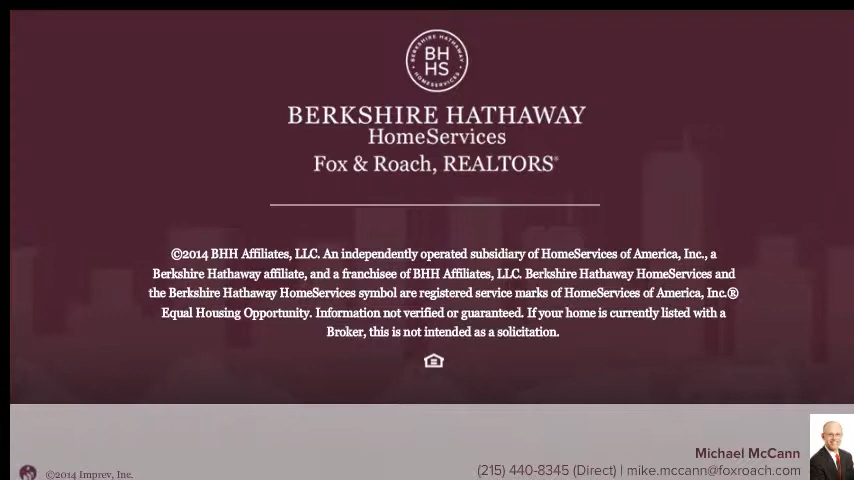 BERKSHIRE HATHAWAY
HOMESERVICES
BH
HS
BERKSHIRE HATHAWAY
HomeServices
Fox & Roach, REALTORS®
©2014 BHH Affiliates, LLC. An independently operated subsidiary of HomeServices of America, Inc., a
Berkshire Hathaway affiliate, and a franchisee of BHH Affiliates, LLC. Berkshire Hathaway HomeServices and
the Berkshire Hathaway HomeServices symbol are registered service marks of HomeServices of America, Inc.®
Equal Housing Opportunity. Information not verified or guaranteed. If your home is currently listed with a
Broker, this is not intended as a solicitation.
Michael McCann
(215) 440-8345 (Direct) | mike.mccann@foxroach.com
©2014 Imprev, Inc.